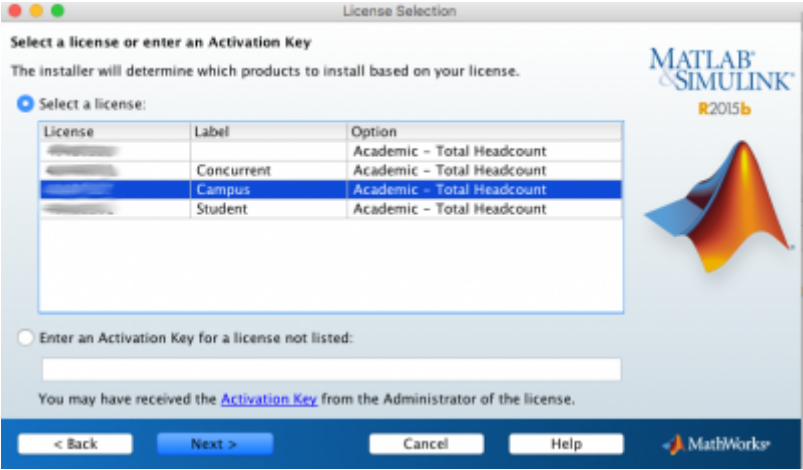 License Selection
Select a license or enter an Activation Key
The installer will determine which products to install based on your license.
Select a license:
License Label Option
Academic - Total Headcount
Concurrent Academic - Total Headcount
Campus Academic - Total Headcount
Student Academic - Total Headcount
Enter an Activation Key for a license not listed:
You may have received the Activation Key from the Administrator of the license.
< Back Next > Cancel Help MathWorks®
MATLAB®
&SIMULINK®
R2015b